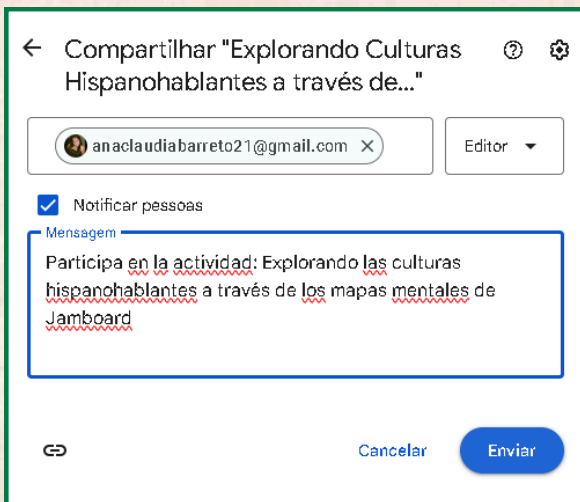 Compartilhar "Explorando Culturas
Hispanohablantes a través de..."
anaclaudiabarreto21@gmail.com
Editor
Notificar pessoas
Mensagem
Participa en la actividad: Explorando las culturas
hispanohablantes a través de los mapas mentales de
Jamboard
Cancelar
Enviar